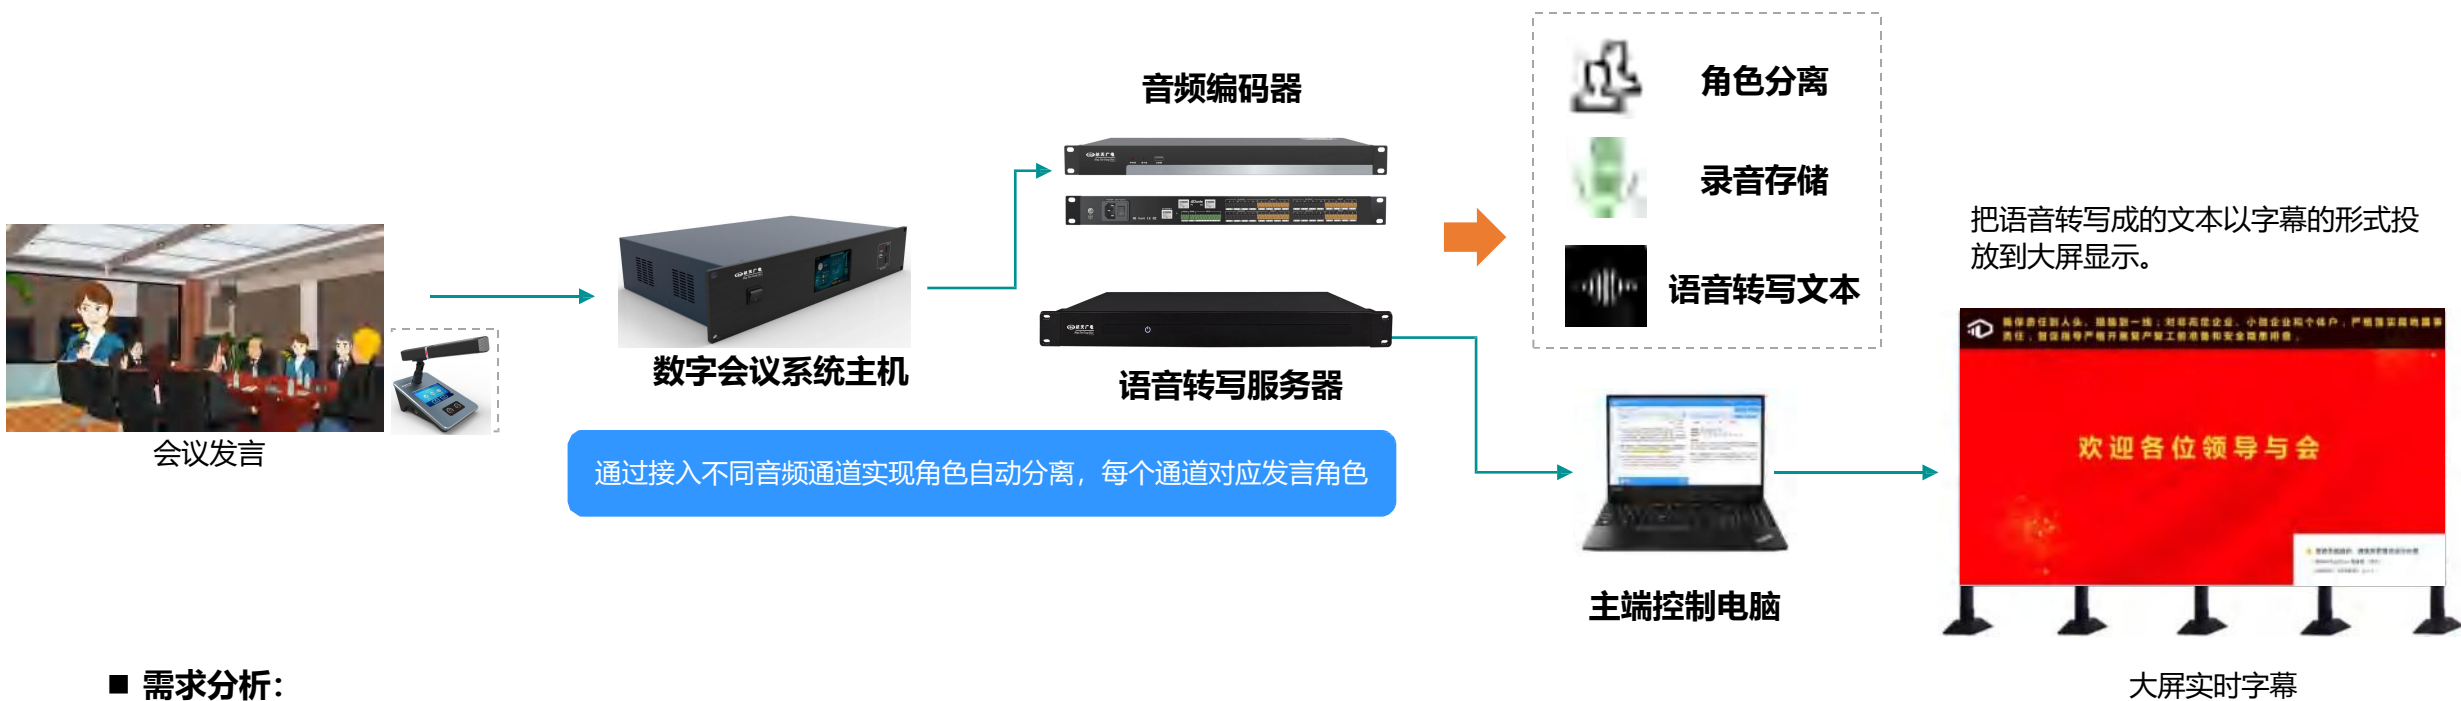 音频编码器
角色分离
录音存储
语音转写文本
把语音转写成的文本以字幕的形式投
放到大屏显示。
数字会议系统主机
语音转写服务器
会议发言
通过接入不同音频通道实现角色自动分离，每个通道对应发言角色
欢迎各位领导与会
主端控制电脑
大屏实时字幕
■ 需求分析：